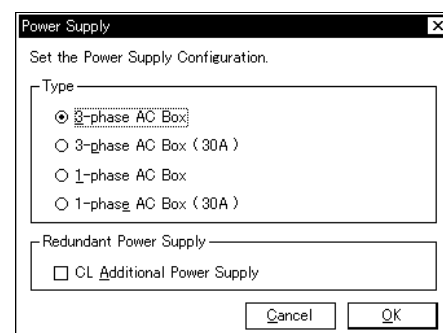 Power Supply
Set the Power Supply Configuration.
Type
3-phase AC Box
3-phase AC Box ( 30A )
1-phase AC Box
1-phase AC Box ( 30A )
Redundant Power Supply
CL Additional Power Supply
Cancel OK